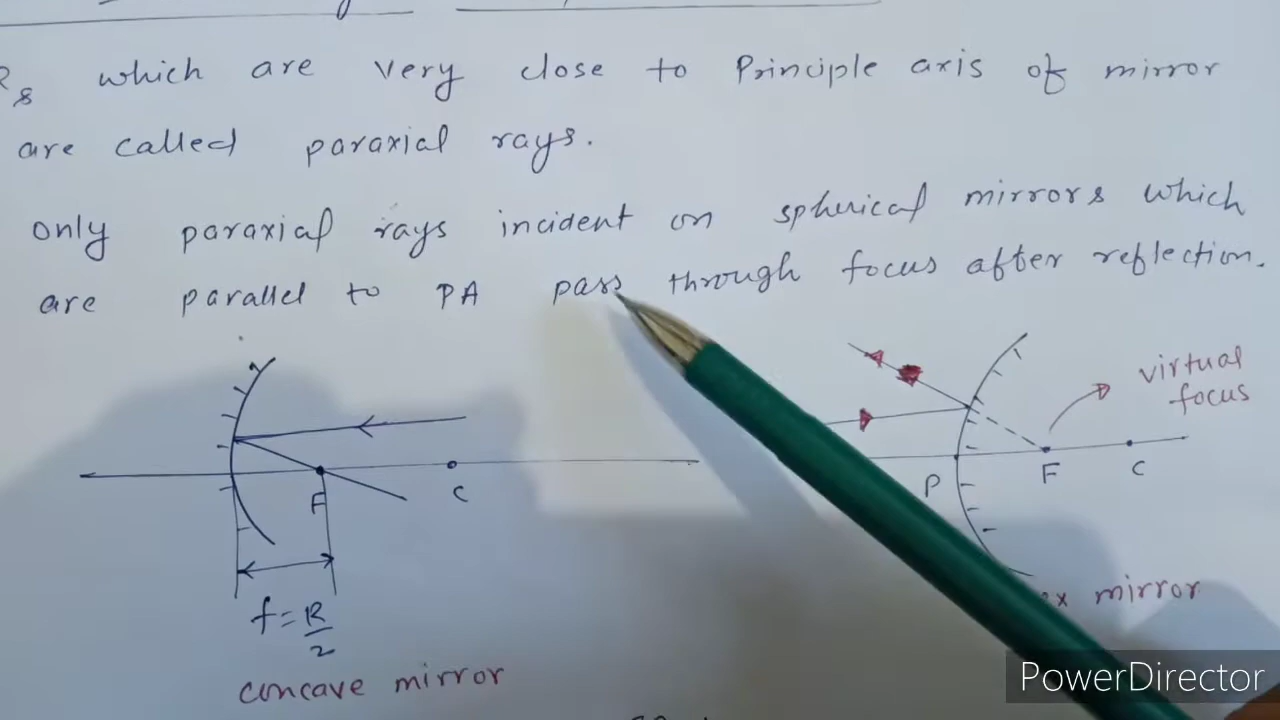 which are very close to Principle axis of mirror
are called paraxial rays.
only paraxial rays incident on spherical mirrors which
are parallel to PA pass through focus after reflection.
virtual
focus
F
C
P
F
C
f=R/2
concave mirror
mirror
PowerDirector